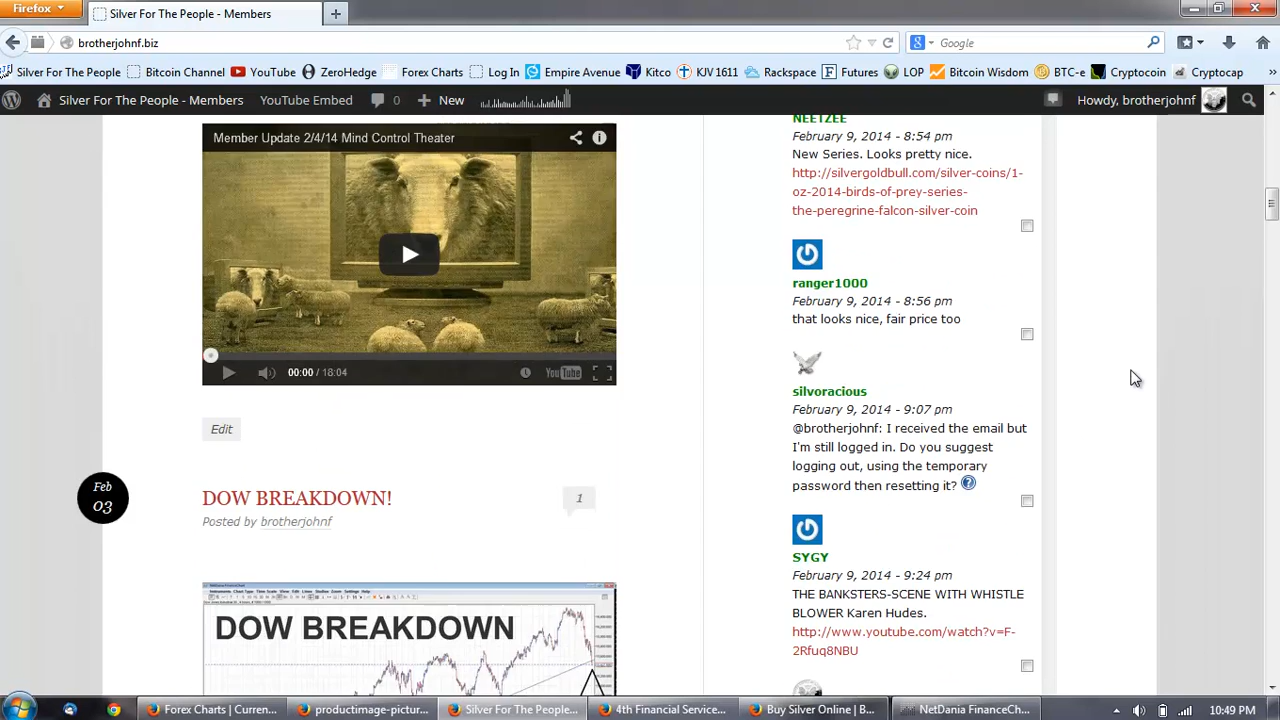 Firefox
Silver For The People - Members
brotherjohnf.biz
Google
Silver For The People
Bitcoin Channel
YouTube
ZeroHedge
Forex Charts
Log In
Empire Avenue
Kitco
KJV 1611
Rackspace
Futures
LOP
Bitcoin Wisdom
BTC-e
Cryptocoin
Cryptocap
»
Silver For The People - Members
YouTube Embed
0
New
Howdy, brotherjohnf
Member Update 2/4/14 Mind Control Theater
00:00 / 18:04
YouTube
Edit
Feb
03
DOW BREAKDOWN!
1
Posted by brotherjohnf
DOW BREAKDOWN
NEETZEE
February 9, 2014 - 8:54 pm
New Series. Looks pretty nice.
http://silvergoldbull.com/silver-coins/1-
oz-2014-birds-of-prey-series-
the-peregrine-falcon-silver-coin
ranger1000
February 9, 2014 - 8:56 pm
that looks nice, fair price too
silvoracious
February 9, 2014 - 9:07 pm
@brotherjohnf: I received the email but
I'm still logged in. Do you suggest
logging out, using the temporary
password then resetting it?
SYGY
February 9, 2014 - 9:24 pm
THE BANKSTERS-SCENE WITH WHISTLE
BLOWER Karen Hudes.
http://www.youtube.com/watch?v=F-
2Rfuq8NBU
Forex Charts | Curren...
productimage-pictur...
Silver For The People...
4th Financial Service...
Buy Silver Online | B...
NetDania FinanceCh...
10:49 PM